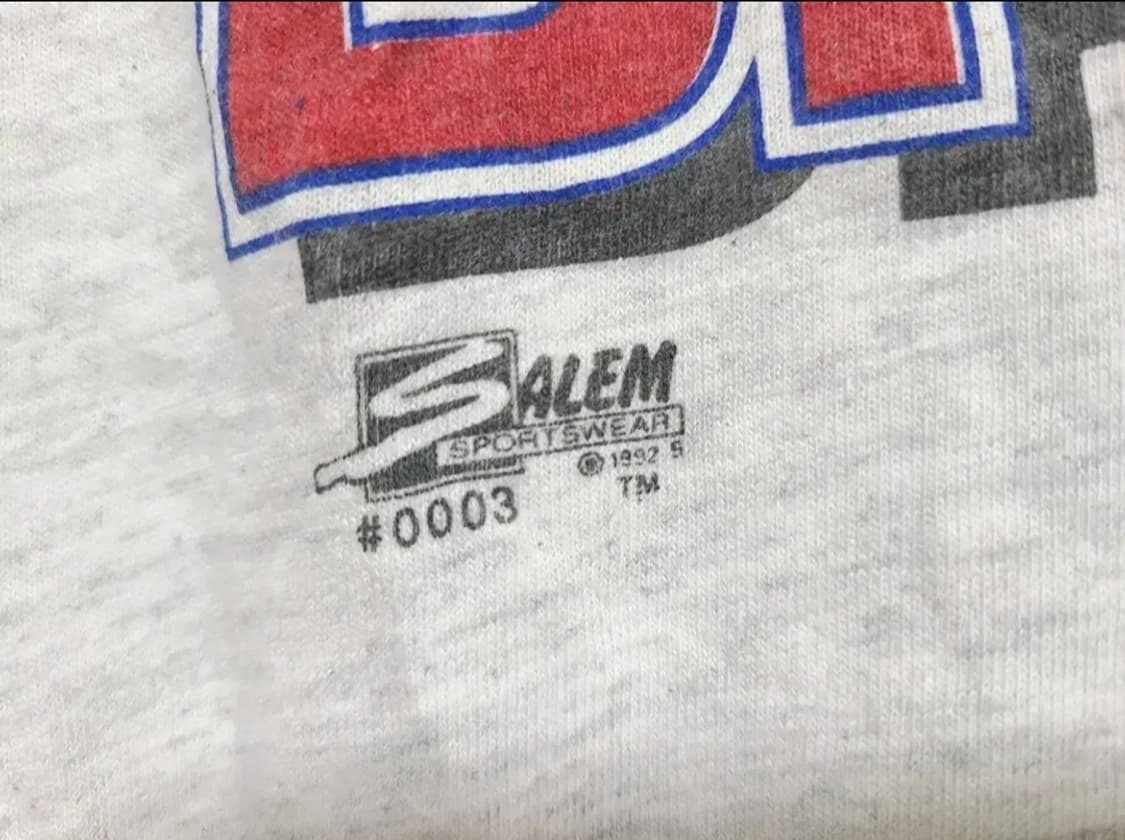 SALEM
SPORTSWEAR
® 1992 S
TM
#0003